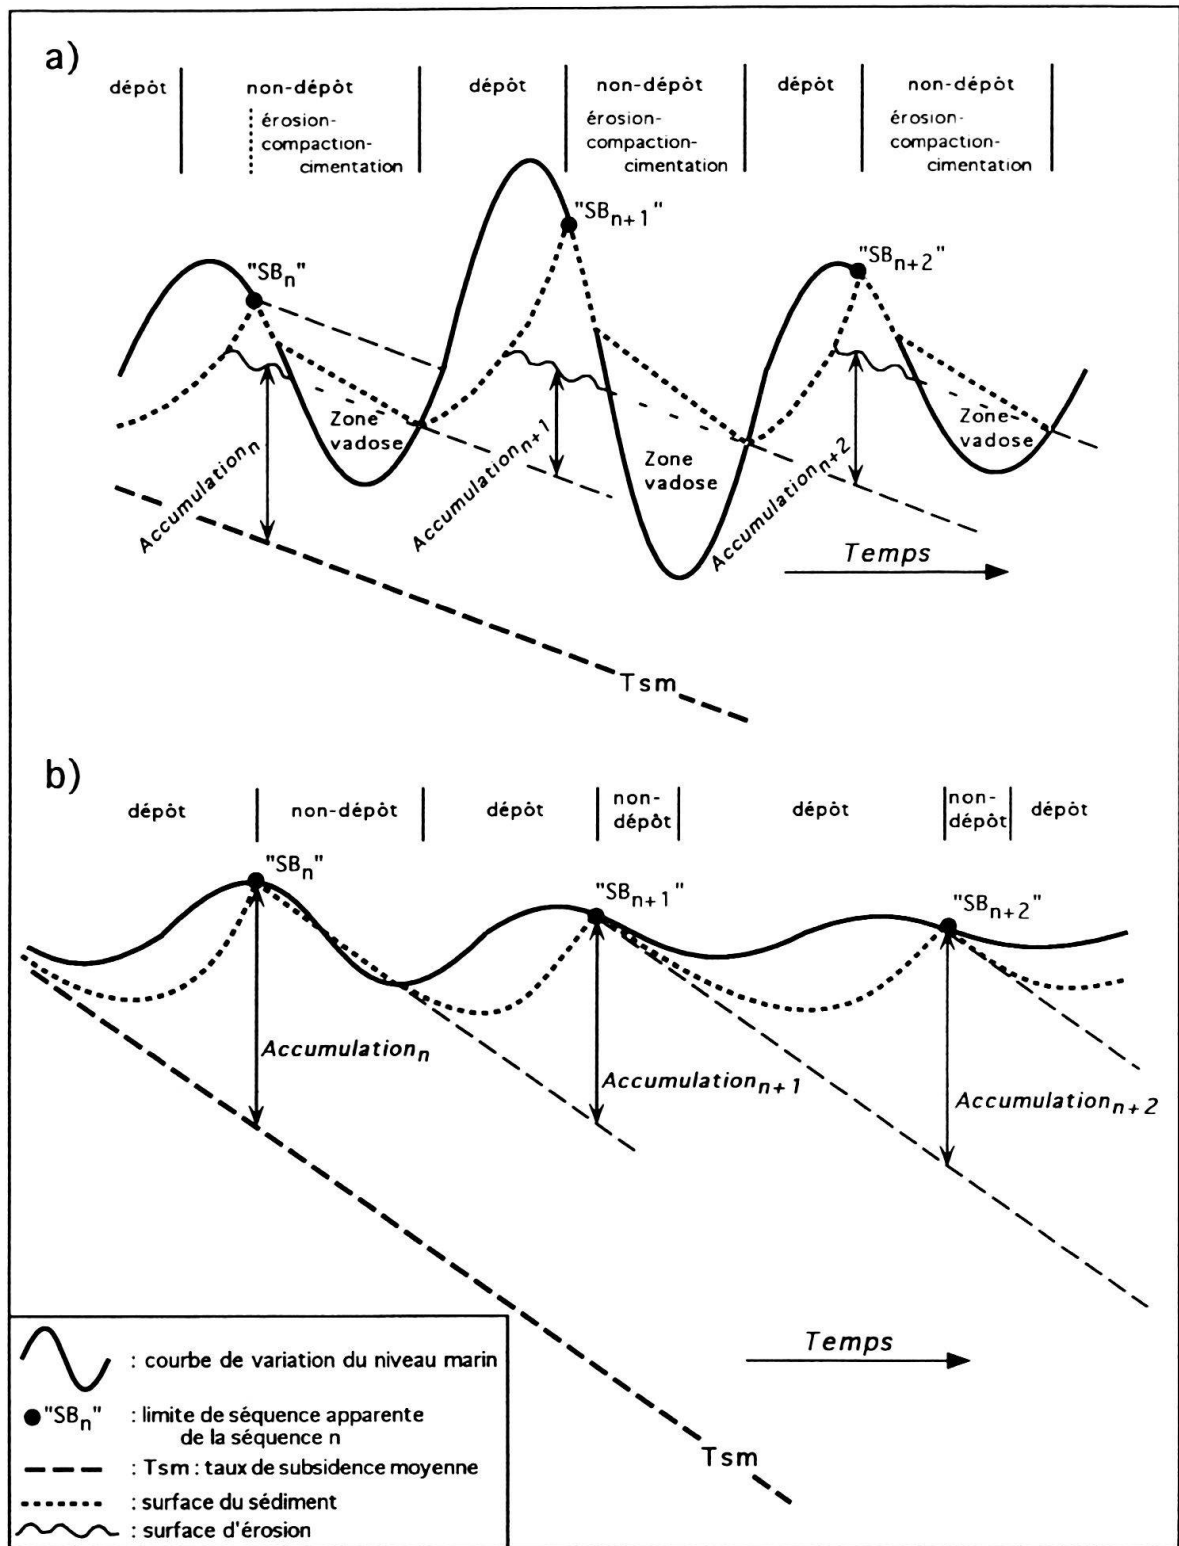 a)
dépôt
non-dépôt
dépôt
non-dépôt
dépôt
non-dépôt
érosion-
compaction-
cimentation
érosion-
compaction-
cimentation
érosion-
compaction-
cimentation
"SBn"
"SBn+1"
"SBn+2"
Zone
vadose
Zone
vadose
Zone
vadose
Accumulationn
Accumulationn+1
Accumulationn+2
Temps
Tsm
b)
dépôt
non-dépôt
dépôt
non-
dépôt
dépôt
non-
dépôt
dépôt
"SBn"
"SBn+1"
"SBn+2"
Accumulationn
Accumulationn+1
Accumulationn+2
Temps
Tsm
: courbe de variation du niveau marin
"SBn" : limite de séquence apparente
de la séquence n
: Tsm : taux de subsidence moyenne
: surface du sédiment
: surface d'érosion